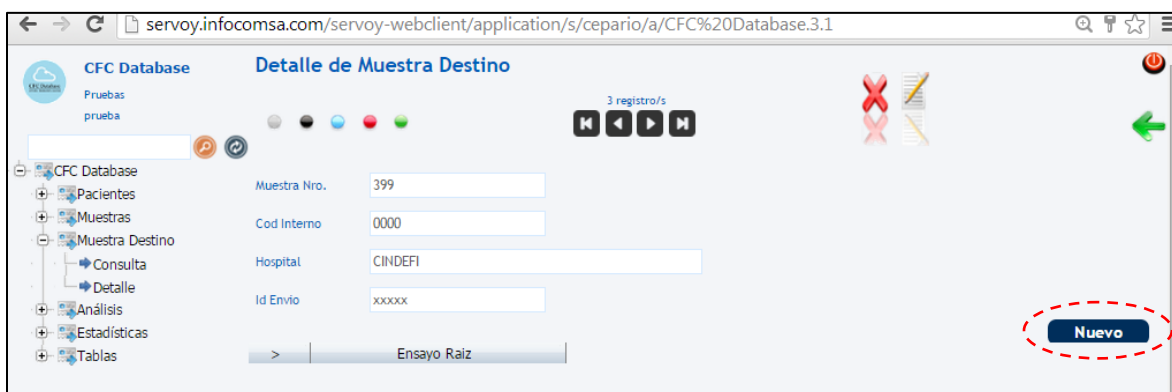 servoy.infocomsa.com/servoy-webclient/application/s/cepario/a/CFC%20Database.3.1
CFC Database
Pruebas
prueba
Detalle de Muestra Destino
3 registro/s
CFC Database
Pacientes
Muestras
Muestra Destino
Consulta
Detalle
Análisis
Estadísticas
Tablas
Muestra Nro. 399
Cod Interno 0000
Hospital CINDEFI
Id Envio xxxxx
> Ensayo Raiz
Nuevo